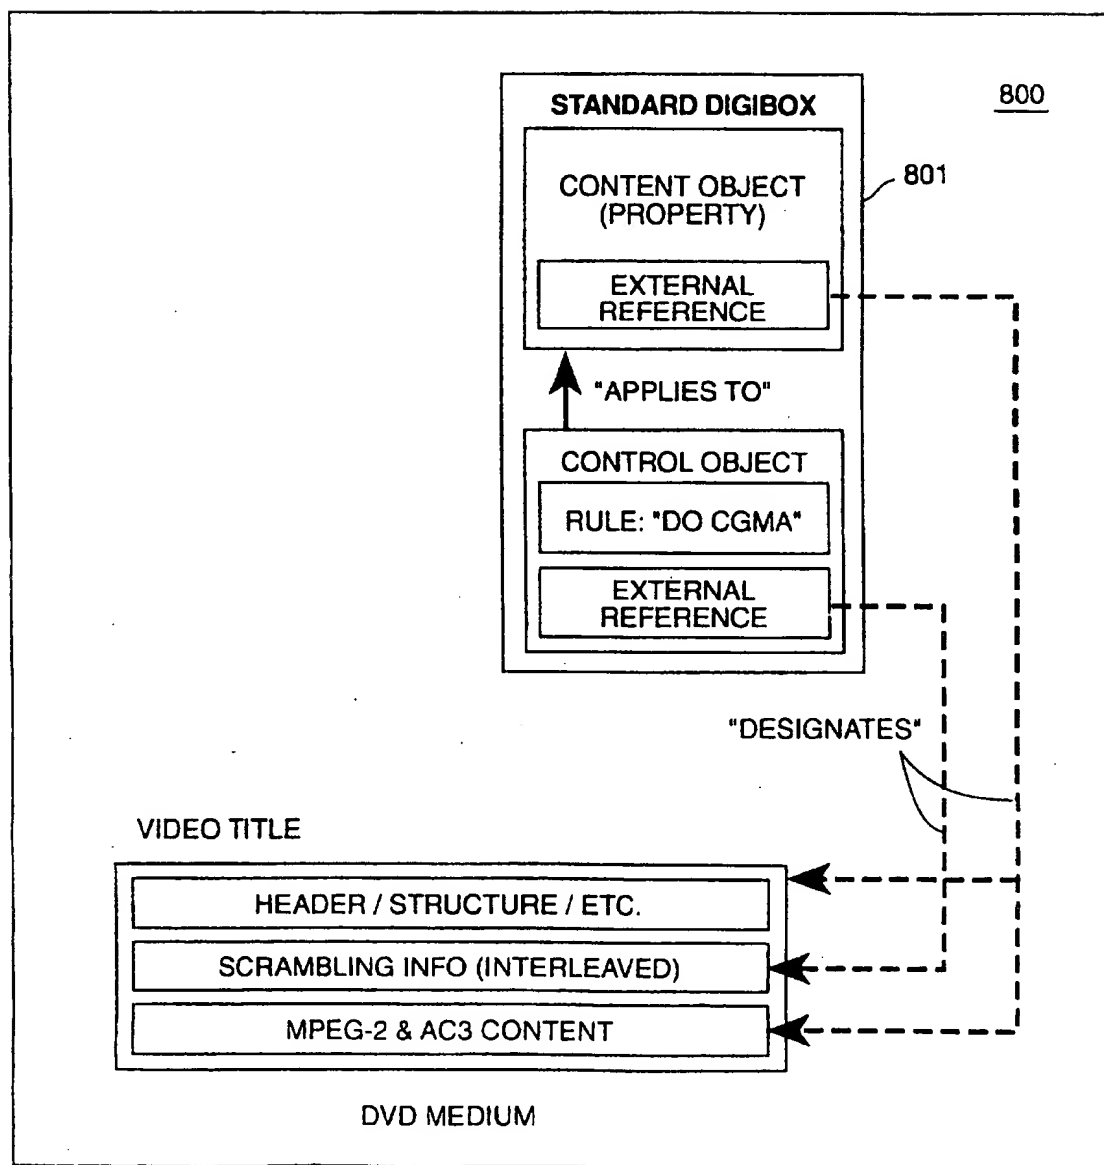 STANDARD DIGIBOX
800
CONTENT OBJECT
(PROPERTY)
801
EXTERNAL
REFERENCE
"APPLIES TO"
CONTROL OBJECT
RULE: "DO CGMA"
EXTERNAL
REFERENCE
"DESIGNATES"
VIDEO TITLE
HEADER / STRUCTURE / ETC.
SCRAMBLING INFO (INTERLEAVED)
MPEG-2 & AC3 CONTENT
DVD MEDIUM